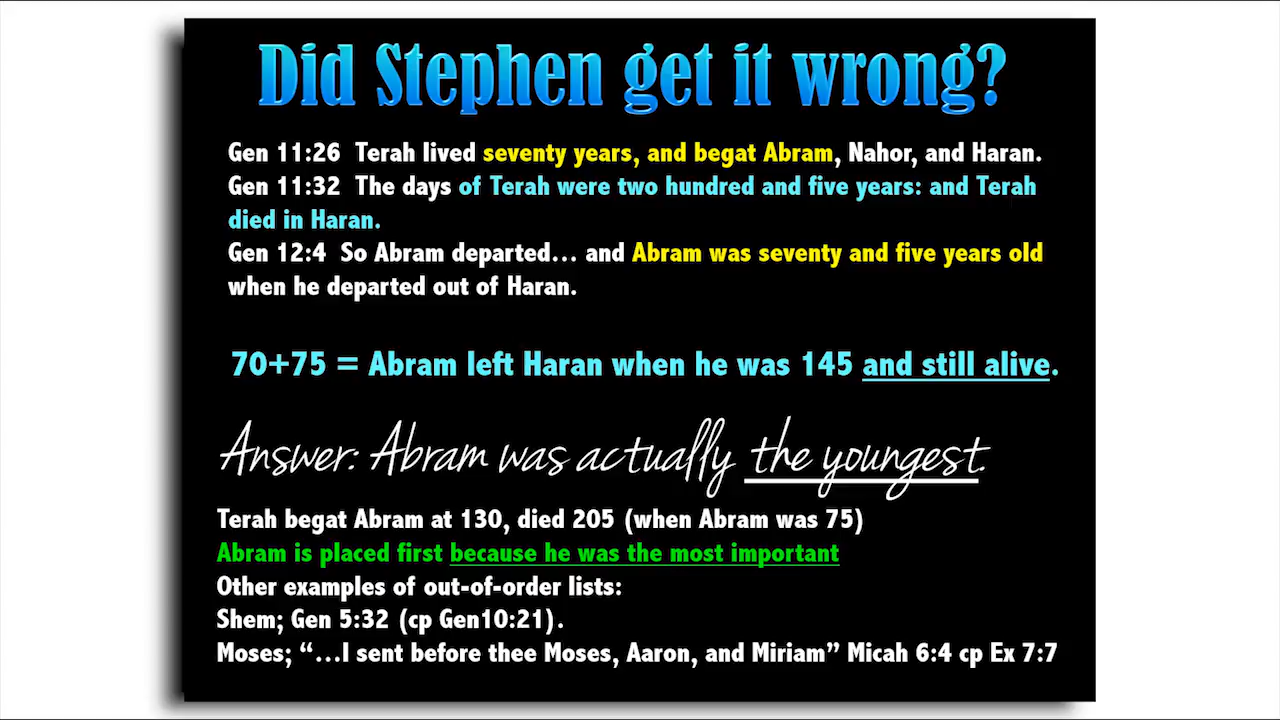 Did Stephen get it wrong?
Gen 11:26  Terah lived seventy years, and begat Abram, Nahor, and Haran.
Gen 11:32  The days of Terah were two hundred and five years: and Terah
died in Haran.
Gen 12:4  So Abram departed... and Abram was seventy and five years old
when he departed out of Haran.
70+75 = Abram left Haran when he was 145 and still alive.
Answer: Abram was actually the youngest.
Terah begat Abram at 130, died 205 (when Abram was 75)
Abram is placed first because he was the most important
Other examples of out-of-order lists:
Shem; Gen 5:32 (cp Gen10:21).
Moses; “...I sent before thee Moses, Aaron, and Miriam” Micah 6:4 cp Ex 7:7